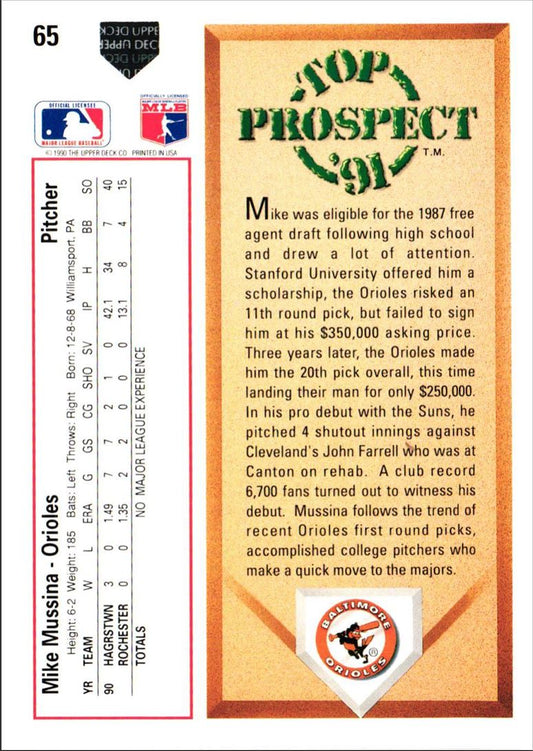 65
UPPER DECK
OFFICIAL LICENSEE
MAJOR LEAGUE BASEBALL
OFFICIALLY LICENSED
MLB
© 1990 THE UPPER DECK CO. PRINTED IN USA
Mike Mussina - Orioles Pitcher
Height: 6-2 Weight: 185 Bats: Left Throws: Right Born: 12-8-68 Williamsport, PA
YR TEAM W L ERA G GS CG SHO SV IP H BB SO
90 HAGRSTWN 3 0 1.49 7 7 2 1 0 42.1 34 7 40
ROCHESTER 0 0 1.35 2 2 0 0 0 13.1 8 4 15
TOTALS NO MAJOR LEAGUE EXPERIENCE
TOP
PROSPECT
'91
T.M.
Mike was eligible for the 1987 free
agent draft following high school
and drew a lot of attention.
Stanford University offered him a
scholarship, the Orioles risked an
11th round pick, but failed to sign
him at his $350,000 asking price.
Three years later, the Orioles made
him the 20th pick overall, this time
landing their man for only $250,000.
In his pro debut with the Suns, he
pitched 4 shutout innings against
Cleveland's John Farrell who was at
Canton on rehab. A club record
6,700 fans turned out to witness his
debut. Mussina follows the trend of
recent Orioles first round picks,
accomplished college pitchers who
make a quick move to the majors.
BALTIMORE
ORIOLES
®